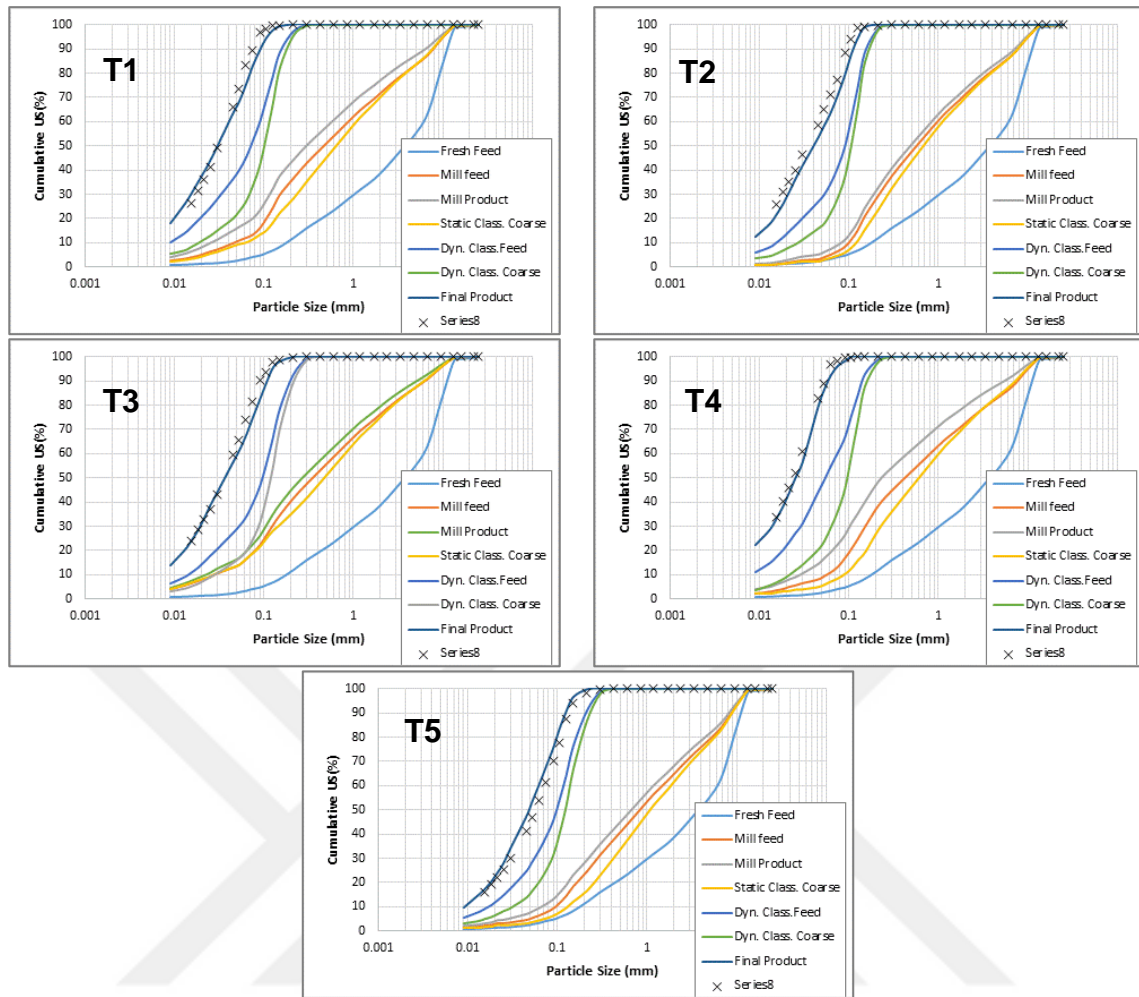 T1
Cumulative US(%)
100
90
80
70
60
50
40
30
20
10
0
0.001
0.01
0.1
1
Particle Size (mm)
Fresh Feed
Mill feed
Mill Product
Static Class. Coarse
Dyn. Class.Feed
Dyn. Class. Coarse
Final Product
Series8
T2
Cumulative US(%)
100
90
80
70
60
50
40
30
20
10
0
0.001
0.01
0.1
1
Particle Size (mm)
Fresh Feed
Mill feed
Mill Product
Static Class. Coarse
Dyn. Class.Feed
Dyn. Class. Coarse
Final Product
Series8
T3
Cumulative US(%)
100
90
80
70
60
50
40
30
20
10
0
0.001
0.01
0.1
1
Particle Size (mm)
Fresh Feed
Mill feed
Mill Product
Static Class. Coarse
Dyn. Class.Feed
Dyn. Class. Coarse
Final Product
Series8
T4
Cumulative US(%)
100
90
80
70
60
50
40
30
20
10
0
0.001
0.01
0.1
1
Particle Size (mm)
Fresh Feed
Mill feed
Mill Product
Static Class. Coarse
Dyn. Class.Feed
Dyn. Class. Coarse
Final Product
Series8
T5
Cumulative US(%)
100
90
80
70
60
50
40
30
20
10
0
0.001
0.01
0.1
1
Particle Size (mm)
Fresh Feed
Mill feed
Mill Product
Static Class. Coarse
Dyn. Class.Feed
Dyn. Class. Coarse
Final Product
Series8